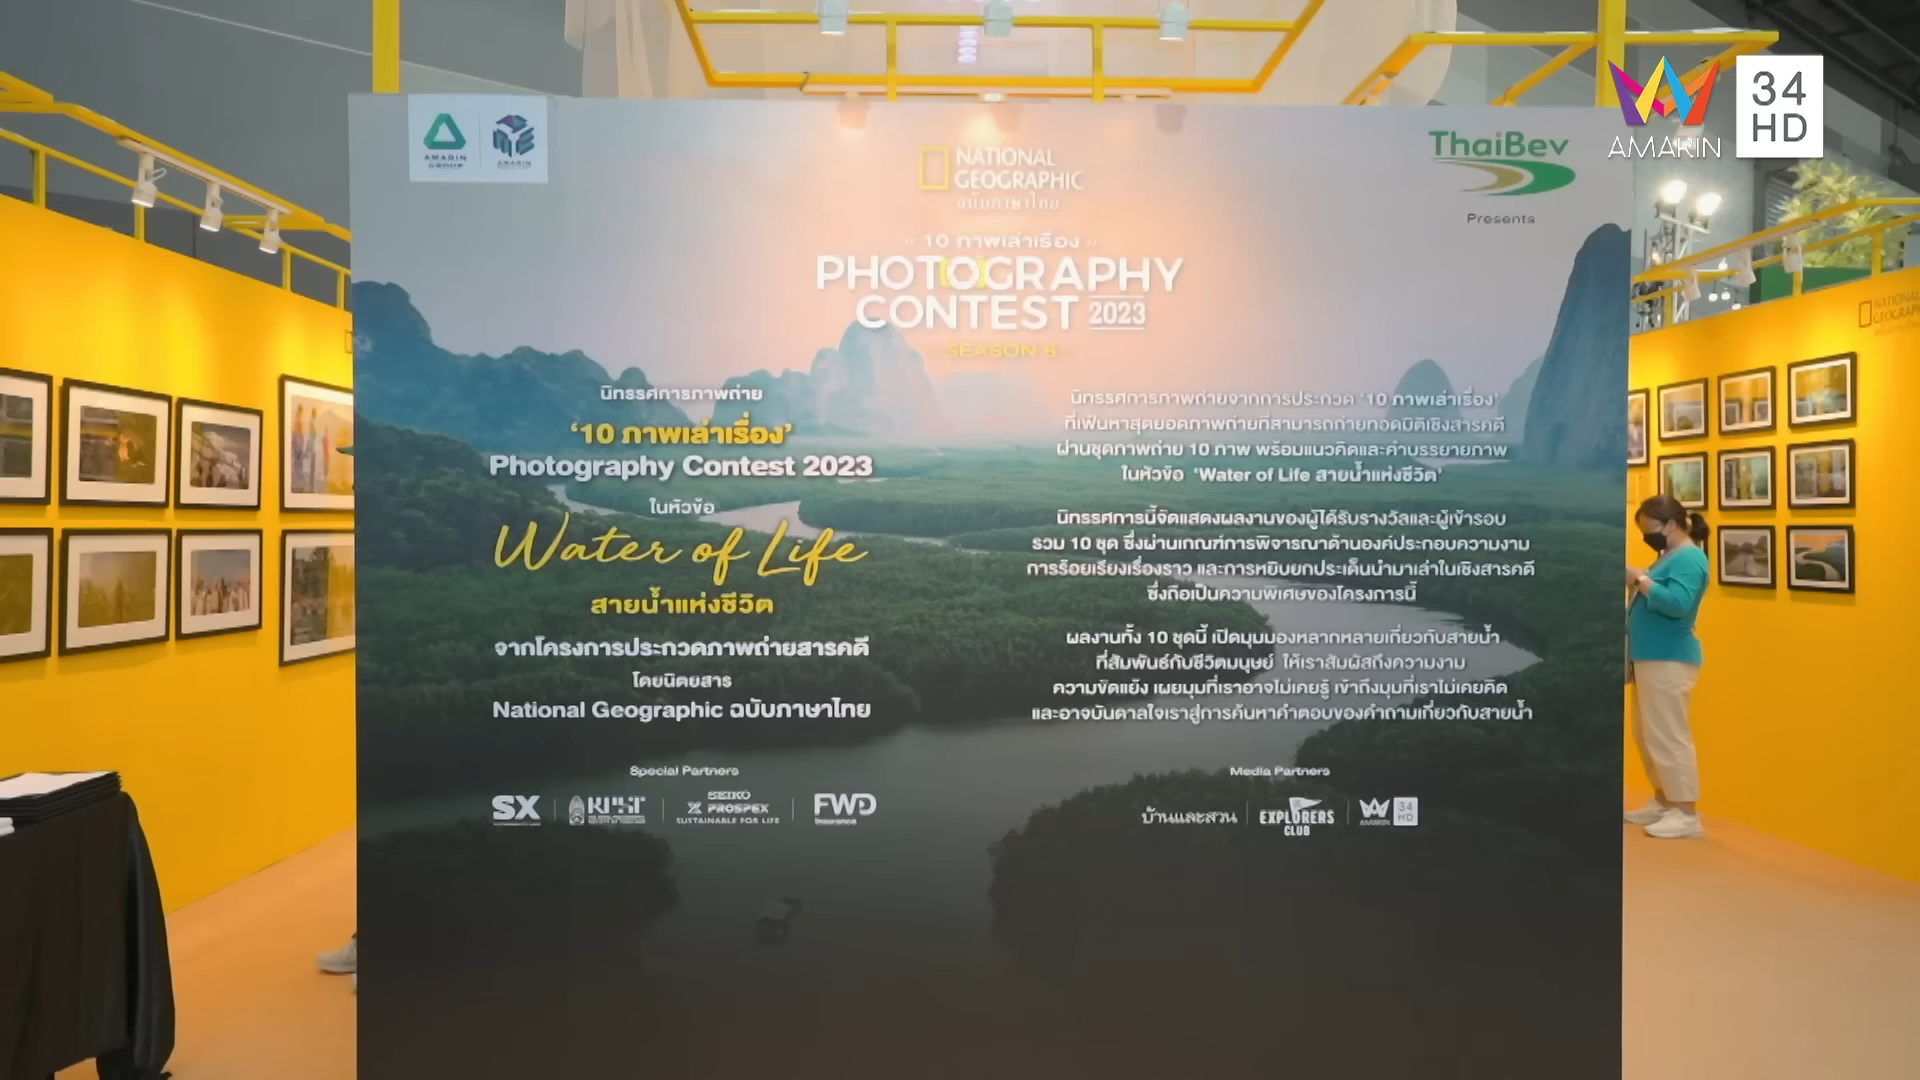 AMARIN
34
HD
AMARIN
GROUP
AMARIN
NATIONAL
GEOGRAPHIC
ฉบับภาษาไทย
ThaiBev
Presents
10 ภาพเล่าเรื่อง
PHOTOGRAPHY
CONTEST 2023
นิทรรศการภาพถ่าย
‘10 ภาพเล่าเรื่อง’
Photography Contest 2023
ในหัวข้อ
Water of Life
สายน้ำแห่งชีวิต
จากโครงการประกวดภาพถ่ายสารคดี
โดยนิตยสาร
National Geographic ฉบับภาษาไทย
นิทรรศการภาพถ่ายจากการประกวด ‘10 ภาพเล่าเรื่อง’
ที่เฟ้นหาสุดยอดภาพถ่ายที่สามารถถ่ายทอดมิติเชิงสารคดี
ผ่านชุดภาพถ่าย 10 ภาพ พร้อมแนวคิดและคำบรรยายภาพ
ในหัวข้อ 'Water of Life สายน้ำแห่งชีวิต'
นิทรรศการนี้จัดแสดงผลงานของผู้ได้รับรางวัลและผู้เข้ารอบ
รวม 10 ชุด ซึ่งผ่านเกณฑ์การพิจารณาด้านองค์ประกอบความงาม
การร้อยเรียงเรื่องราว และการหยิบยกประเด็นนำมาเล่าในเชิงสารคดี
ซึ่งถือเป็นความพิเศษของโครงการนี้
ผลงานทั้ง 10 ชุดนี้ เปิดมุมมองหลากหลายเกี่ยวกับสายน้ำ
ที่สัมพันธ์กับชีวิตมนุษย์ ให้เราสัมผัสถึงความงาม
ความขัดแย้ง เผยมุมที่เราอาจไม่เคยรู้ เข้าถึงมุมที่เราไม่เคยคิด
และอาจบันดาลใจเราสู่การค้นหาคำตอบของคำถามเกี่ยวกับสายน้ำ
Special Partners
SX
SEIKO
PROSPEX
SUSTAINABLE FOR LIFE
FWD
insurance
Media Partners
บ้านและสวน
EXPLORERS
CLUB
AMARIN
34
HD
NATIONAL
GEOGRAPHIC